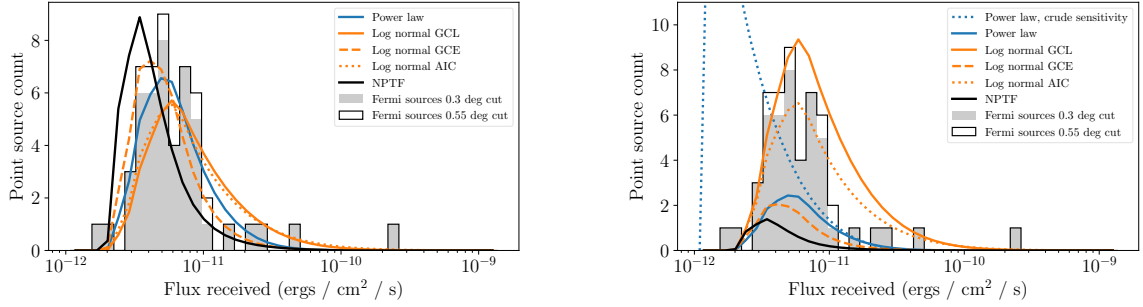 Power law
Log normal GCL
Log normal GCE
Log normal AIC
NPTF
Fermi sources 0.3 deg cut
Fermi sources 0.55 deg cut
8
6
4
2
0
Point source count
10⁻¹² 10⁻¹¹ 10⁻¹⁰ 10⁻⁹
Flux received (ergs / cm² / s)
Power law, crude sensitivity
Power law
Log normal GCL
Log normal GCE
Log normal AIC
NPTF
Fermi sources 0.3 deg cut
Fermi sources 0.55 deg cut
10
8
6
4
2
0
Point source count
10⁻¹² 10⁻¹¹ 10⁻¹⁰ 10⁻⁹
Flux received (ergs / cm² / s)